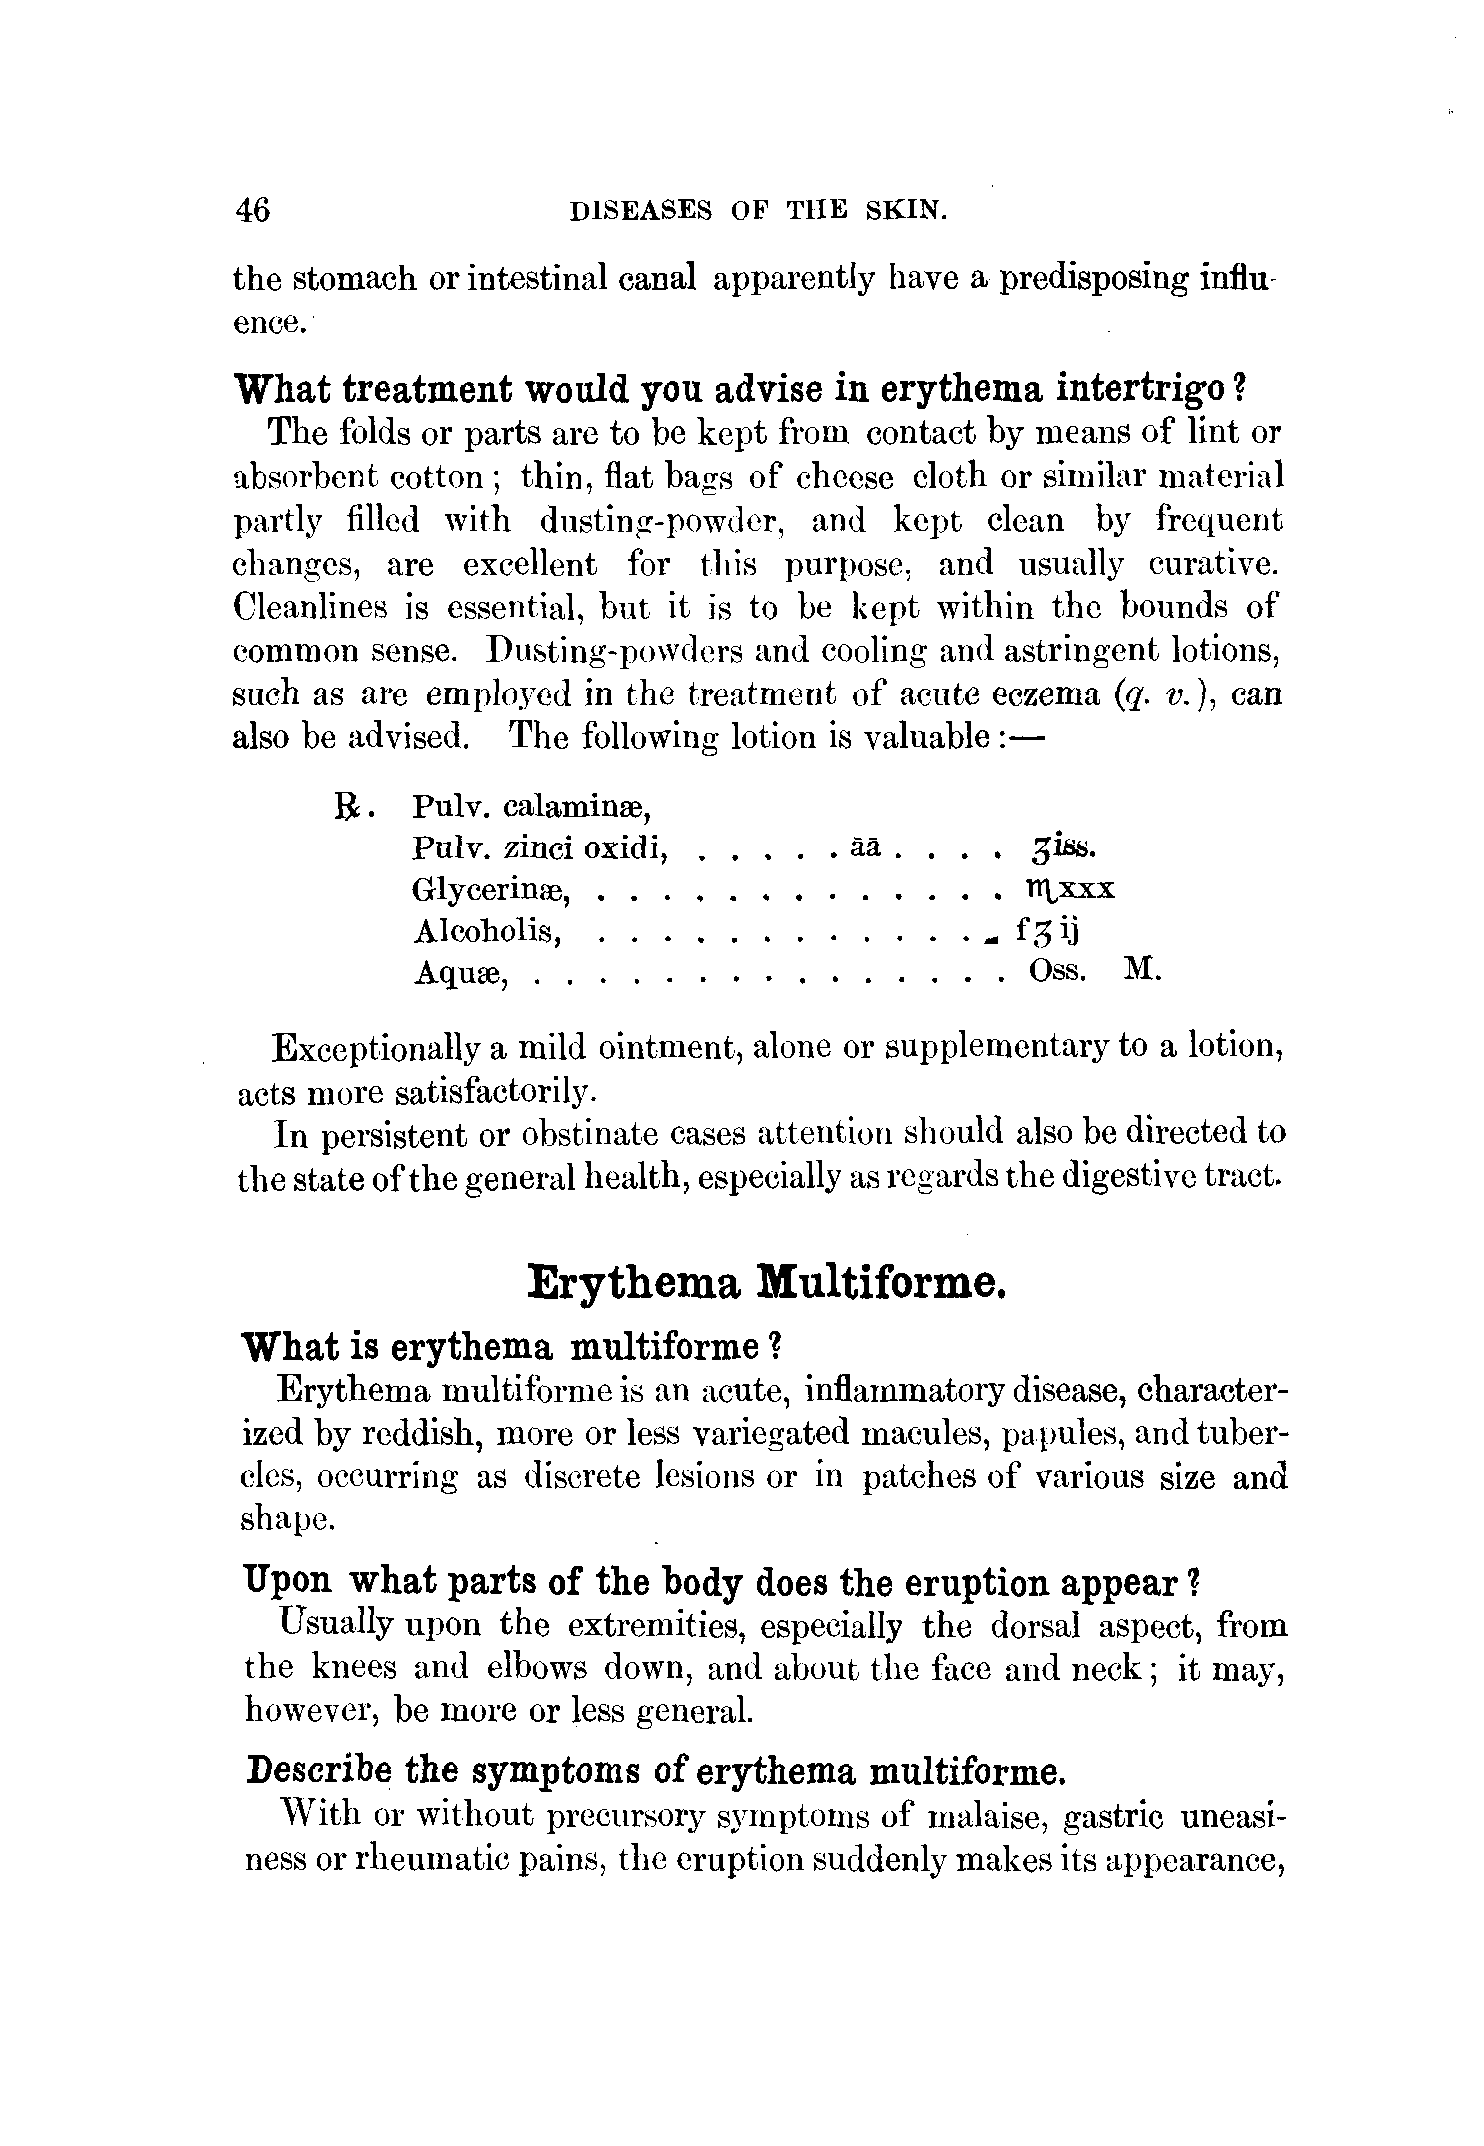 46 DISEASES OF THE SKIN.
the stomach or intestinal canal apparently have a predisposing influ-
ence.
What treatment would you advise in erythema intertrigo?
The folds or parts are to be kept from contact by means of lint or
absorbent cotton; thin, flat bags of cheese cloth or similar material
partly filled with dusting-powder, and kept clean by frequent
changes, are excellent for this purpose, and usually curative.
Cleanlines is essential, but it is to be kept within the bounds of
common sense. Dusting-powders and cooling and astringent lotions,
such as are employed in the treatment of acute eczema (q. v.), can
also be advised. The following lotion is valuable:—
℞. Pulv. calaminæ,
Pulv. zinci oxidi, . . . . . āā . . . . ʒiss.
Glycerinæ, . . . . . . . . . . . . . ♏xxx
Alcoholis, . . . . . . . . . . . . . fʒij
Aquæ, . . . . . . . . . . . . . . . Oss. M.
Exceptionally a mild ointment, alone or supplementary to a lotion,
acts more satisfactorily.
In persistent or obstinate cases attention should also be directed to
the state of the general health, especially as regards the digestive tract.
Erythema Multiforme.
What is erythema multiforme?
Erythema multiforme is an acute, inflammatory disease, character-
ized by reddish, more or less variegated macules, papules, and tuber-
cles, occurring as discrete lesions or in patches of various size and
shape.
Upon what parts of the body does the eruption appear?
Usually upon the extremities, especially the dorsal aspect, from
the knees and elbows down, and about the face and neck; it may,
however, be more or less general.
Describe the symptoms of erythema multiforme.
With or without precursory symptoms of malaise, gastric uneasi-
ness or rheumatic pains, the eruption suddenly makes its appearance,